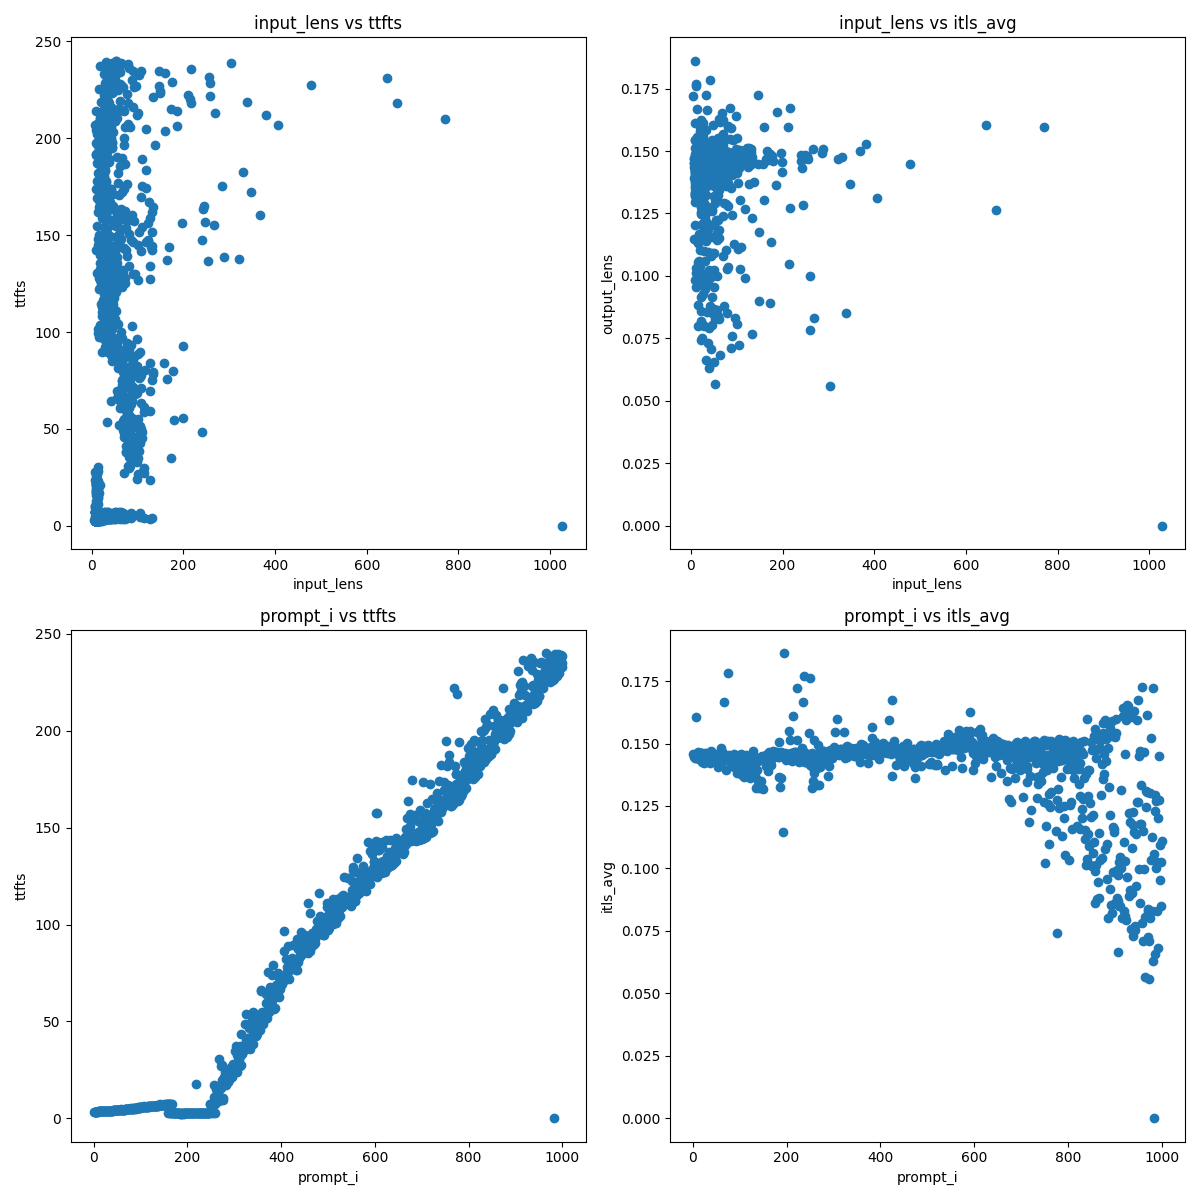 input_lens vs ttfts
250
200
150
100
50
0
ttfts
0 200 400 600 800 1000
input_lens
input_lens vs itls_avg
0.175
0.150
0.125
0.100
0.075
0.050
0.025
0.000
output_lens
0 200 400 600 800 1000
input_lens
prompt_i vs ttfts
250
200
150
100
50
0
ttfts
0 200 400 600 800 1000
prompt_i
prompt_i vs itls_avg
0.175
0.150
0.125
0.100
0.075
0.050
0.025
0.000
itls_avg
0 200 400 600 800 1000
prompt_i